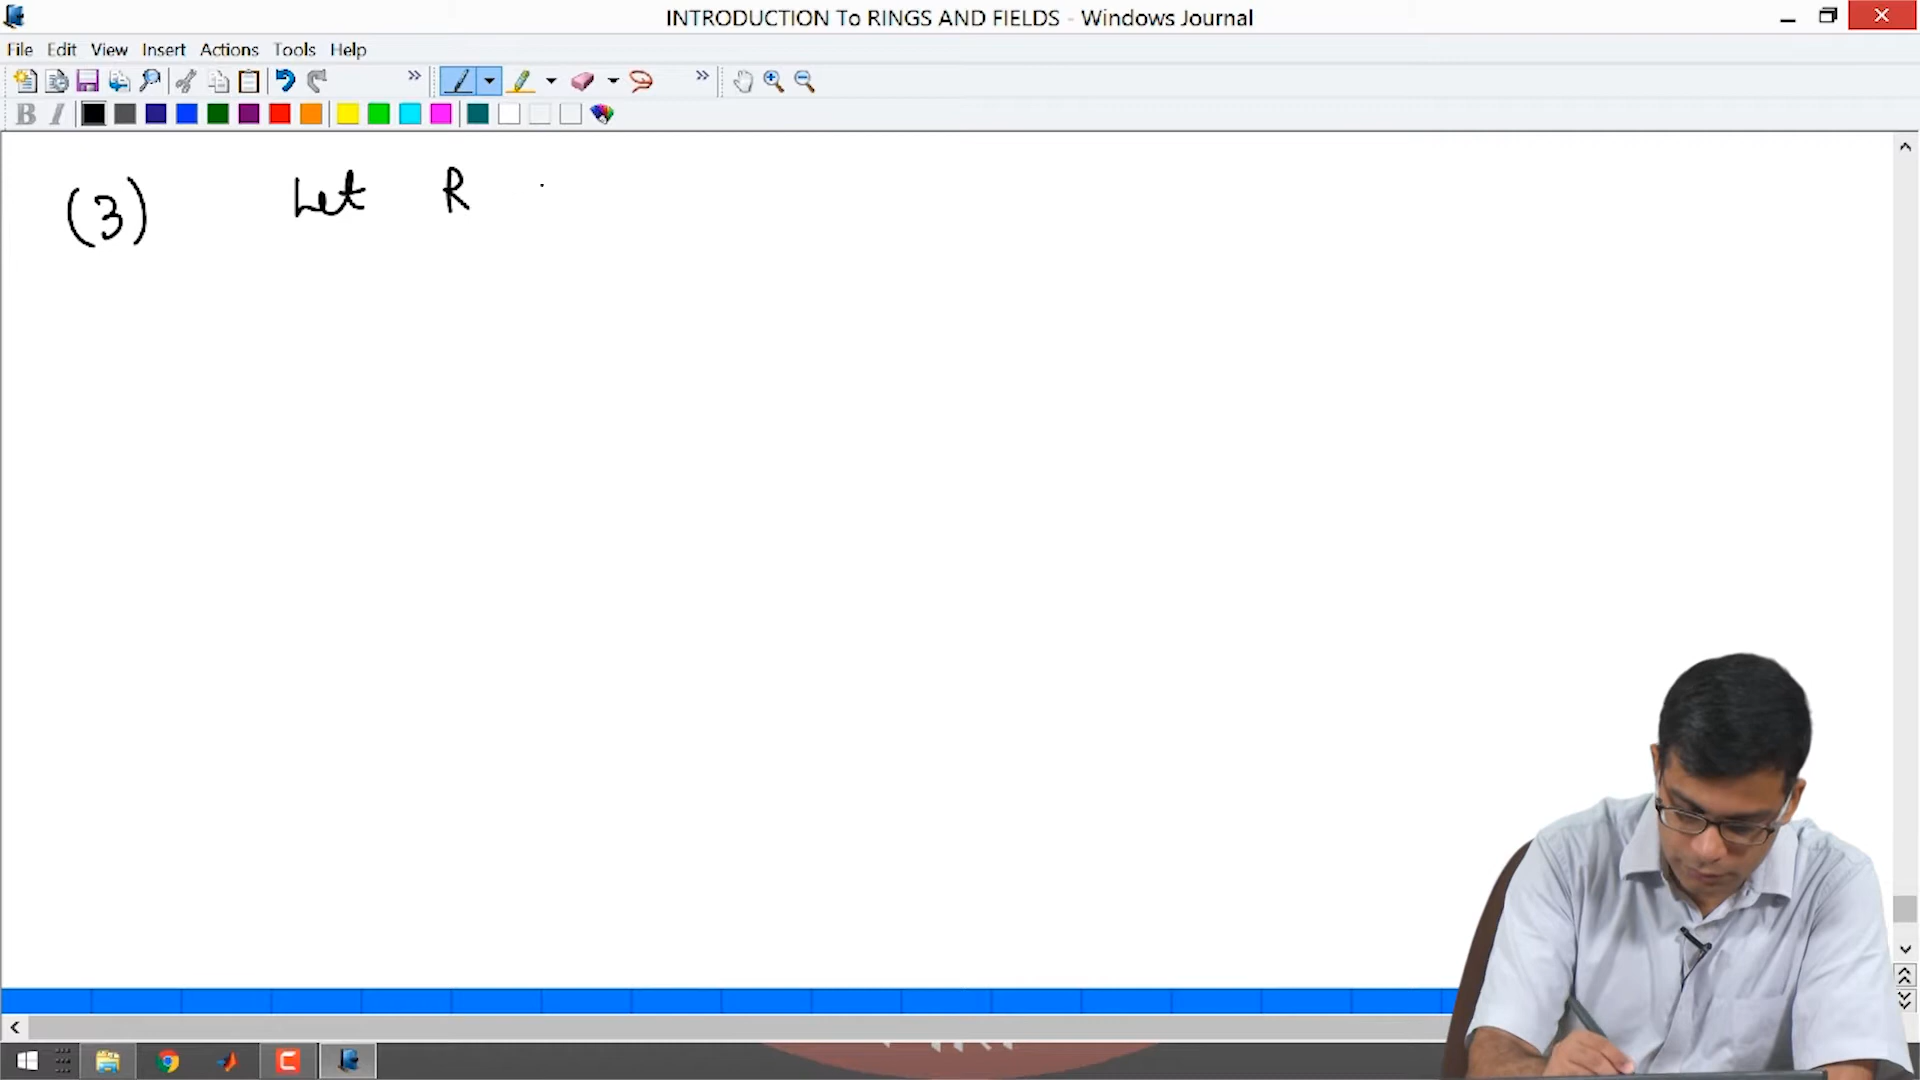 INTRODUCTION To RINGS AND FIELDS - Windows Journal
File Edit View Insert Actions Tools Help
B I
(3) Let R